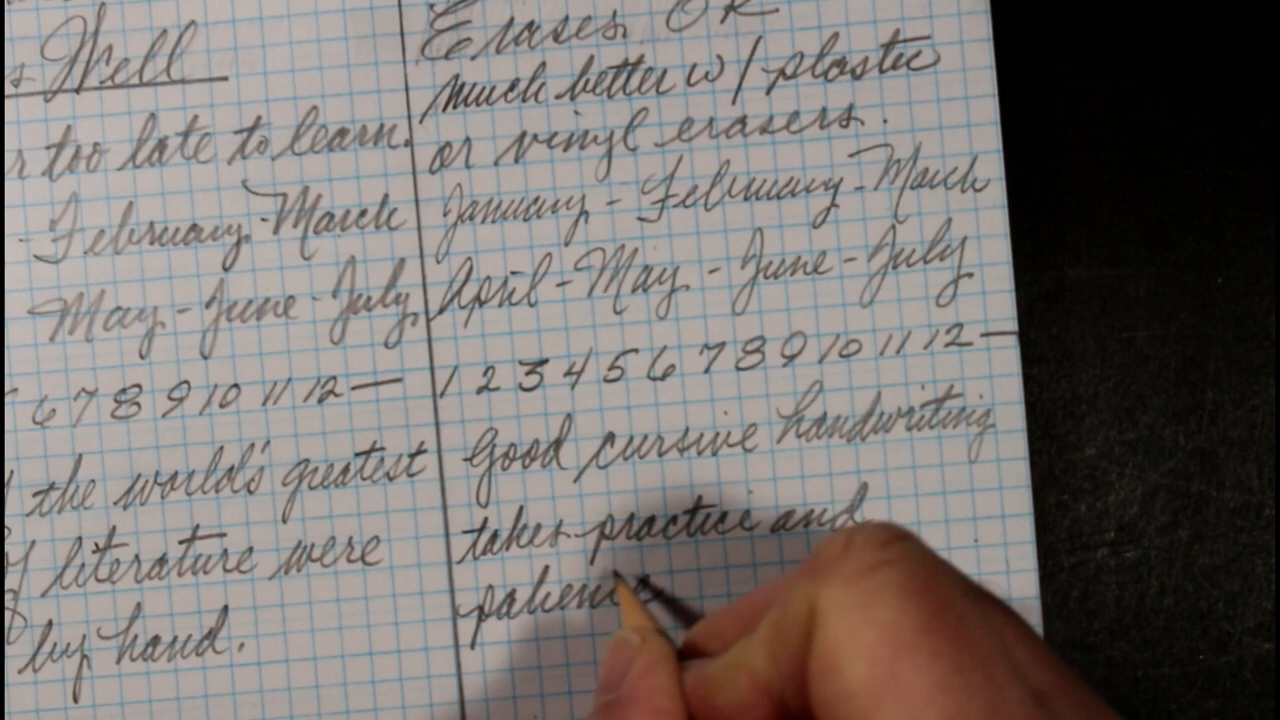 s Well
r too late to learn.
- February - March
May - June - July
6 7 8 9 10 11 12 —
the world's greatest
literature were
by hand.
Erases OK
much better w/ plastic
or vinyl erasers.
January - February - March
April - May - June - July
1 2 3 4 5 6 7 8 9 10 11 12 —
Good cursive handwriting
takes practice and